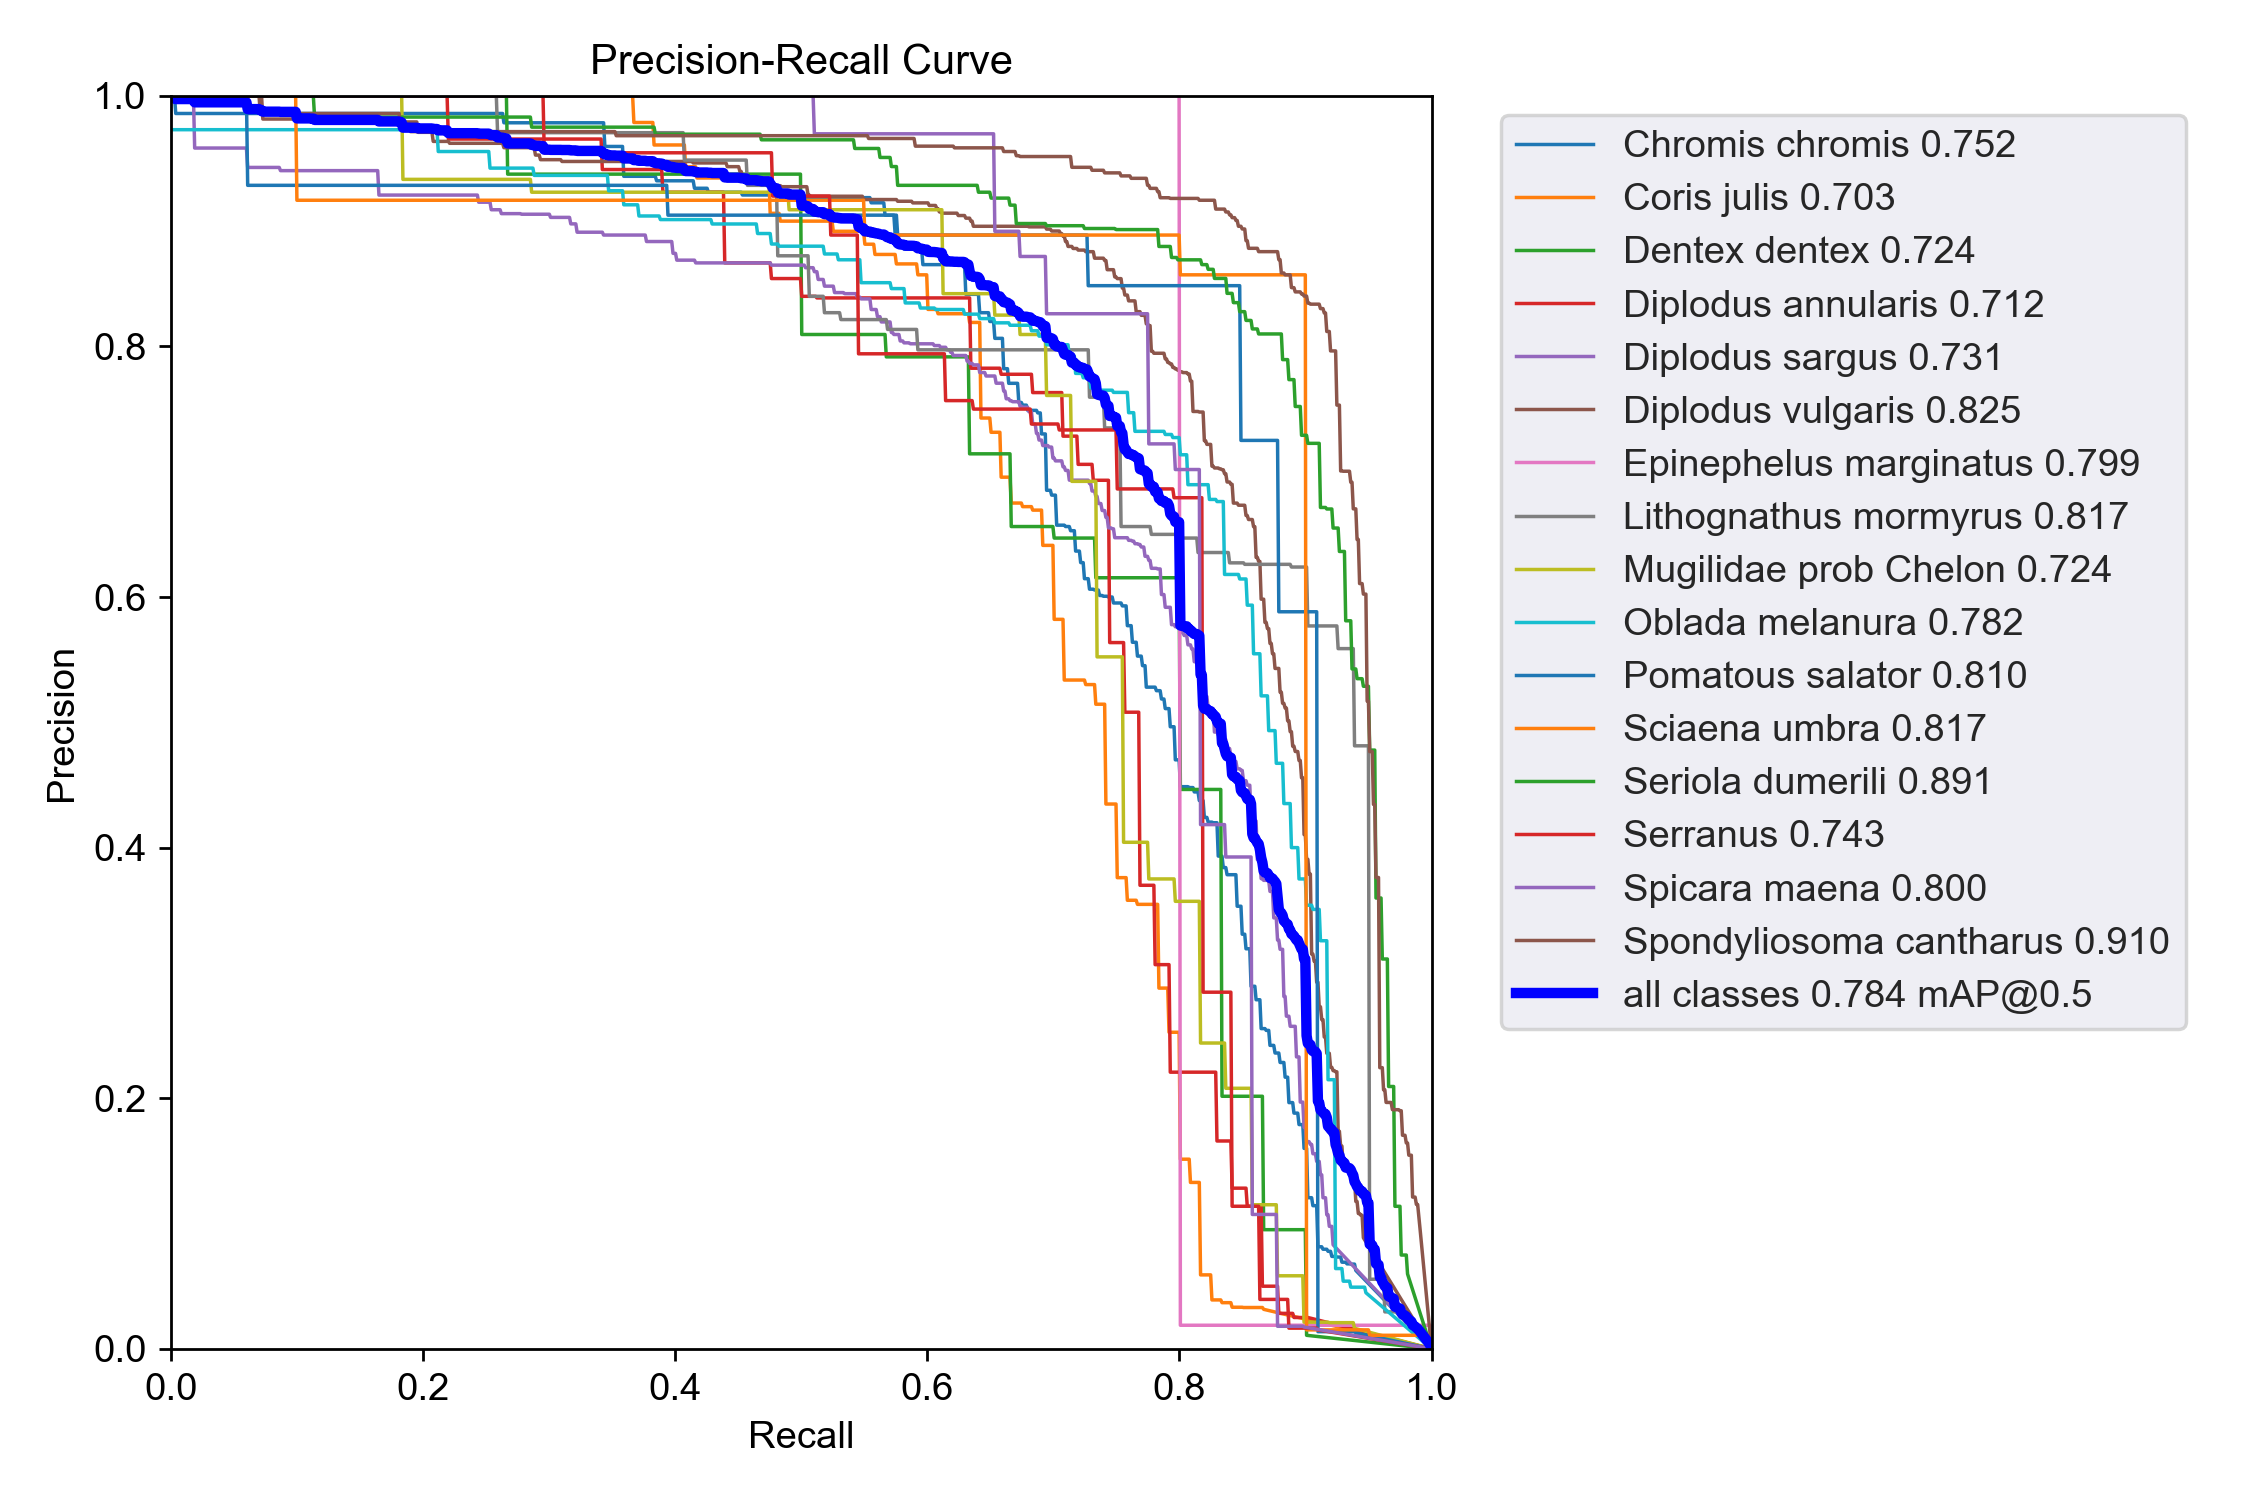 Precision-Recall Curve
1.0
0.8
0.6
0.4
0.2
0.0
Precision
0.0 0.2 0.4 0.6 0.8 1.0
Recall
Chromis chromis 0.752
Coris julis 0.703
Dentex dentex 0.724
Diplodus annularis 0.712
Diplodus sargus 0.731
Diplodus vulgaris 0.825
Epinephelus marginatus 0.799
Lithognathus mormyrus 0.817
Mugilidae prob Chelon 0.724
Oblada melanura 0.782
Pomatous salator 0.810
Sciaena umbra 0.817
Seriola dumerili 0.891
Serranus 0.743
Spicara maena 0.800
Spondyliosoma cantharus 0.910
all classes 0.784 mAP@0.5